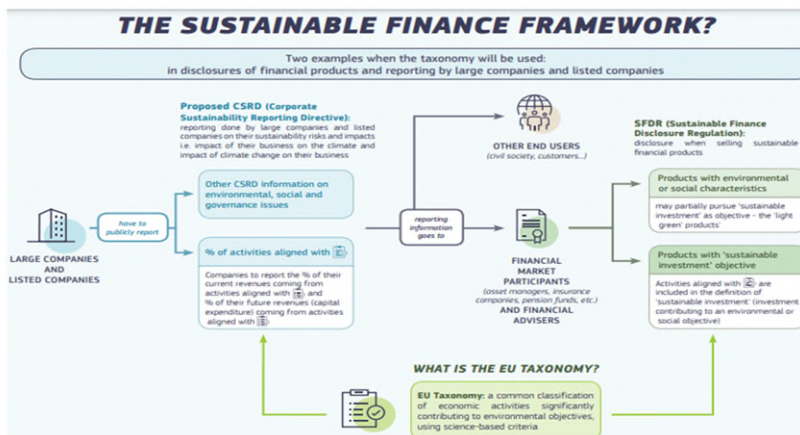 THE SUSTAINABLE FINANCE FRAMEWORK?
Two examples when the taxonomy will be used:
in disclosures of financial products and reporting by large companies and listed companies
Proposed CSRD (Corporate
Sustainability Reporting Directive):
reporting done by large companies and listed
companies on their sustainability risks and impacts
i.e. impact of their business on the climate and
impact of climate change on their business
OTHER END USERS
(civil society, customers...)
SFDR (Sustainable Finance
Disclosure Regulation):
disclosure when selling sustainable
financial products
Other CSRD information on
environmental, social and
governance issues
Products with environmental
or social characteristics
may partially pursue 'sustainable
investment' as objective - the 'light
green' products'
have to
publicly report
reporting
information
goes to
LARGE COMPANIES
AND
LISTED COMPANIES
% of activities aligned with
Companies to report the % of their
current revenues coming from
activities aligned with and
% of their future revenues (capital
expenditure) coming from activities
aligned with
FINANCIAL
MARKET
PARTICIPANTS
(asset managers, insurance
companies, pension funds, etc.)
AND FINANCIAL
ADVISERS
Products with 'sustainable
investment' objective
Activities aligned with are
included in the definition of
'sustainable investment' (investment
contributing to an environmental or
social objective)
WHAT IS THE EU TAXONOMY?
EU Taxonomy: a common classification
of economic activities significantly
contributing to environmental objectives,
using science-based criteria